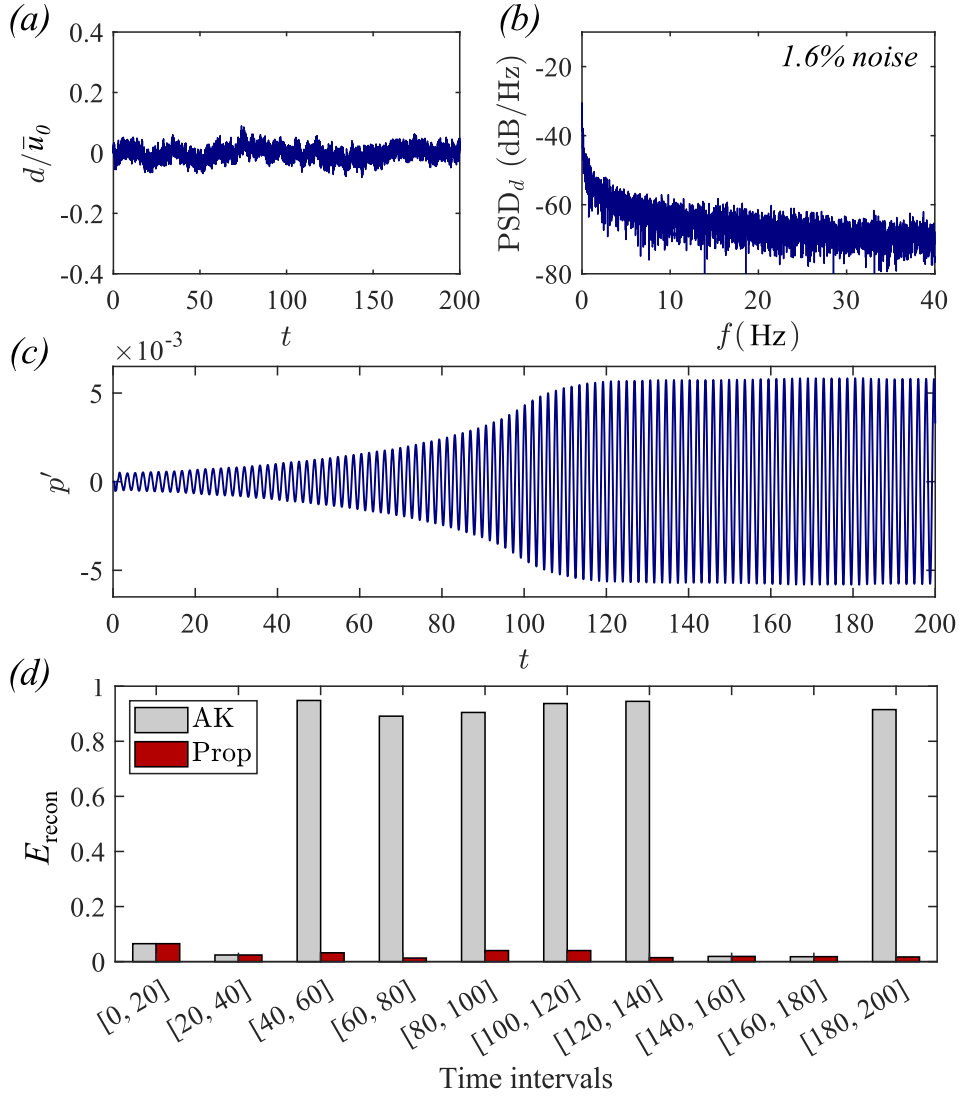 (a)
0.4
0.2
0
-0.2
-0.4
d/ū₀
0 50 100 150 200
t
(b)
1.6% noise
-20
-40
-60
-80
PSD_d (dB/Hz)
0 10 20 30 40
f(Hz)
(c)
×10⁻³
5
0
-5
p′
0 20 40 60 80 100 120 140 160 180 200
t
(d)
1
0.8
0.6
0.4
0.2
0
E_recon
AK
Prop
[0, 20] [20, 40] [40, 60] [60, 80] [80, 100] [100, 120] [120, 140] [140, 160] [160, 180] [180, 200]
Time intervals